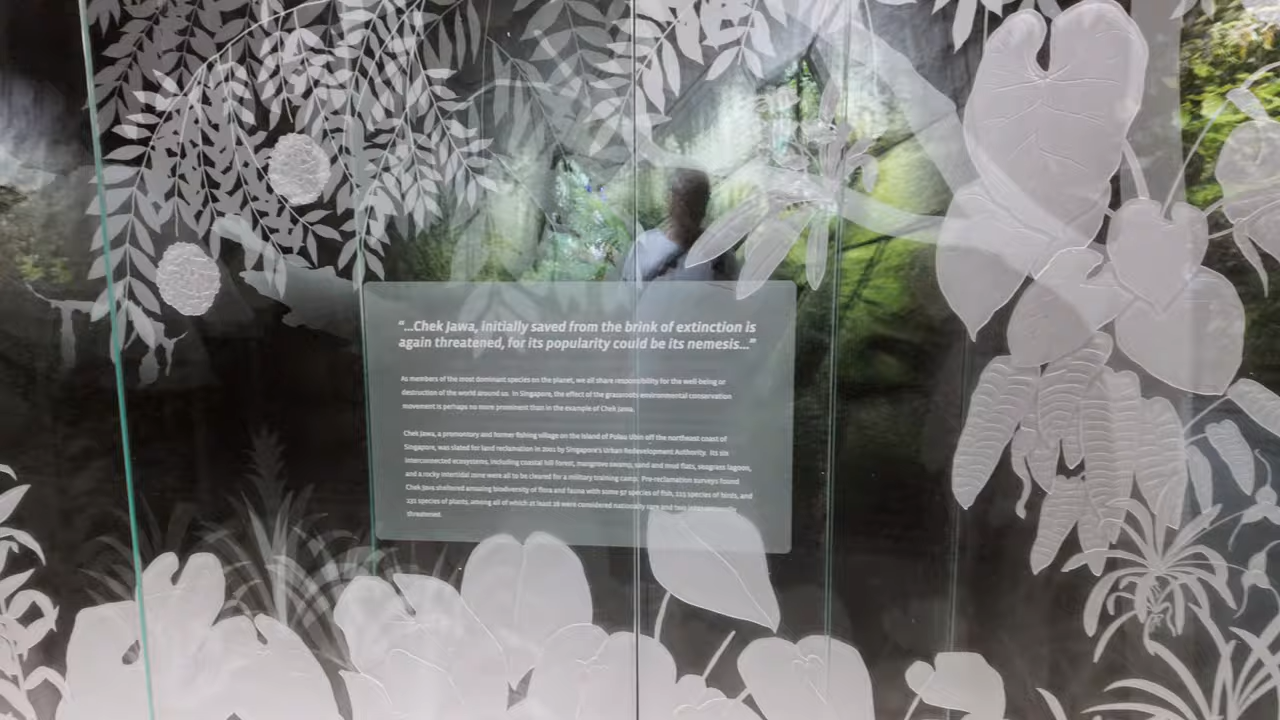 “...Chek Jawa, initially saved from the brink of extinction is
again threatened, for its popularity could be its nemesis...”
As members of the most dominant species on the planet, we all share responsibility for the well-being or
destruction of the world around us. In Singapore, the effect of the grassroots environmental conservation
movement is perhaps no more prominent than in the example of Chek Jawa.
Chek Jawa, a promontory and former fishing village on the island of Pulau Ubin off the northeast coast of
Singapore, was slated for land reclamation in 2001 by Singapore's Urban Redevelopment Authority. Its six
interconnected ecosystems, including coastal hill forest, mangrove swamp, sand and mud flats, seagrass lagoon,
and a rocky intertidal zone were all to be cleared for a military training camp. Pre-reclamation surveys found
Chek Jawa sheltered amazing biodiversity of flora and fauna with some 97 species of fish, 223 species of birds, and
231 species of plants, among all of which at least 28 were considered nationally rare and two internationally
threatened.